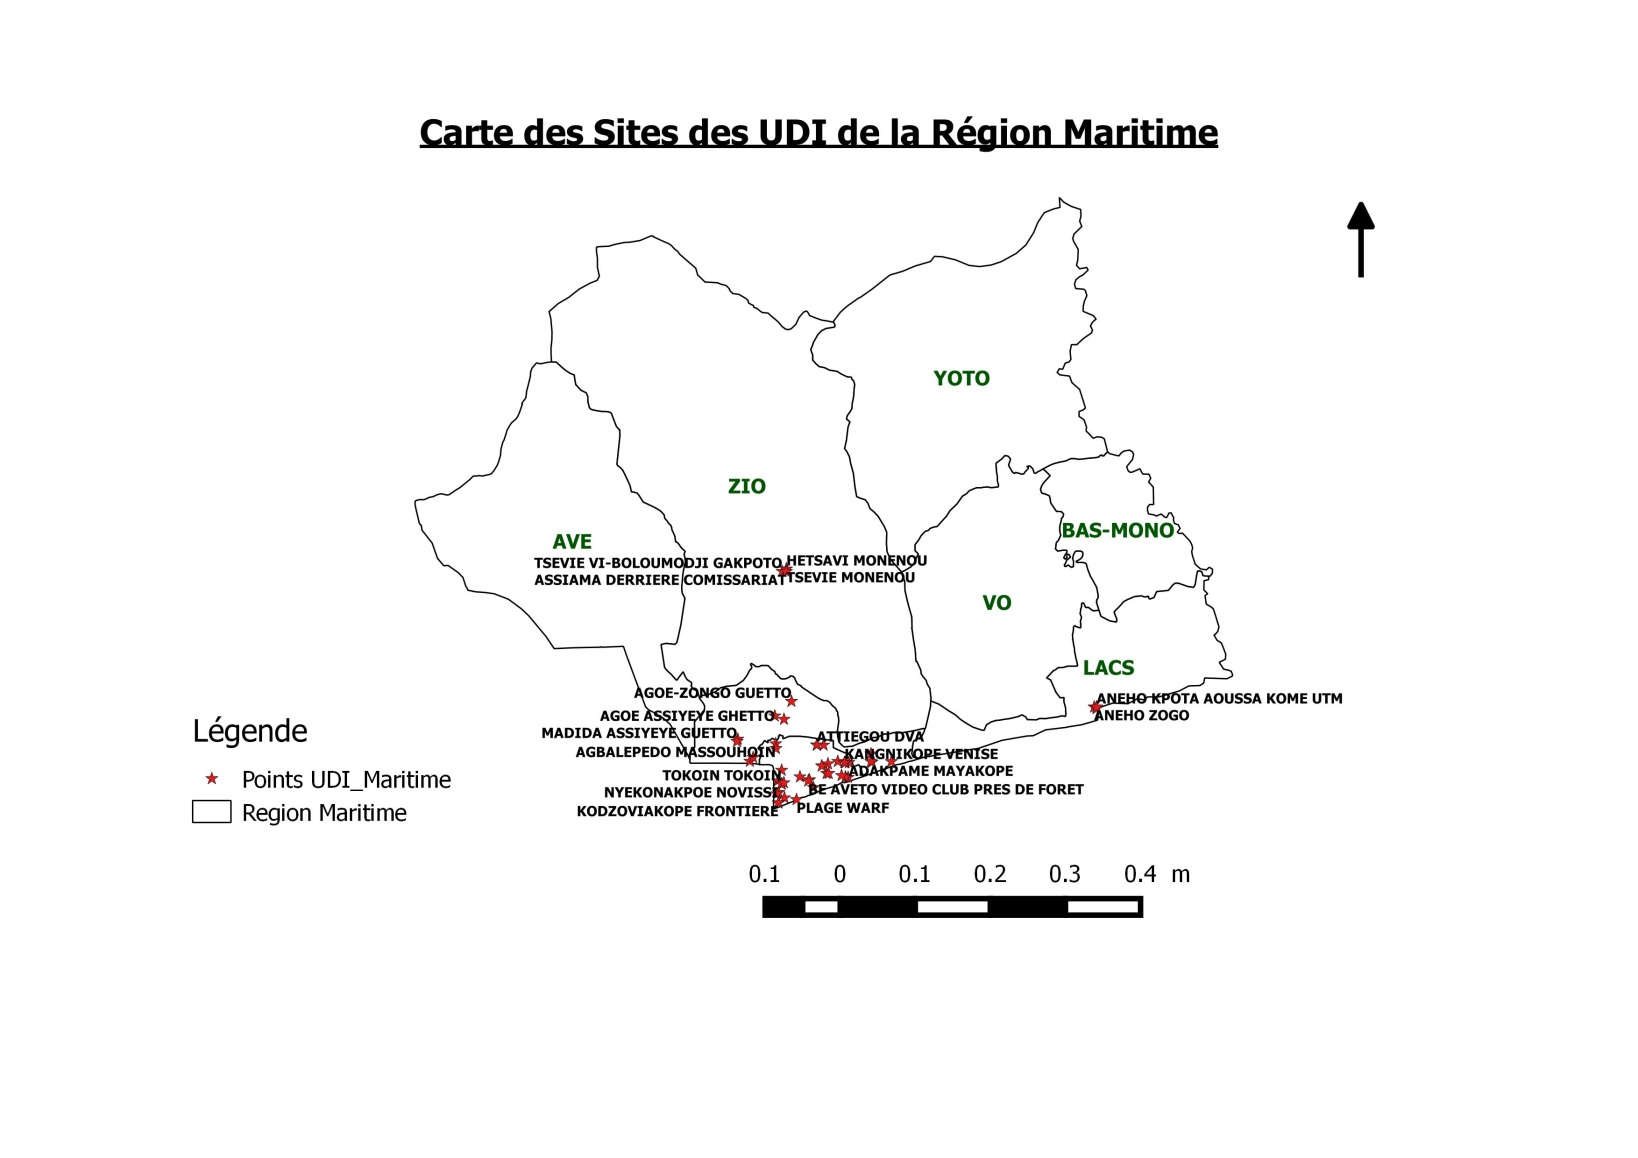 Carte des Sites des UDI de la Région Maritime
YOTO
ZIO
BAS-MONO
AVE
TSEVIE VI-BOLOUMODJI GAKPOTO
HETSAVI MONENOU
ASSIAMA DERRIERE COMISSARIAT
TSEVIE MONENOU
VO
LACS
AGOE-ZONGO GUETTO
ANEHO KPOTA AOUSSA KOME UTM
AGOE ASSIYEYE GHETTO
ANEHO ZOGO
MADIDA ASSIYEYE GUETTO
ATTIEGOU DVA
AGBALEPEDO MASSOUHOIN
KANGNIKOPE VENISE
TOKOIN TOKOIN
ADAKPAME MAYAKOPE
NYEKONAKPOE NOVISSI
BE AVETO VIDEO CLUB PRES DE FORET
KODZOVIAKOPE FRONTIERE
PLAGE WARF
Légende
Points UDI_Maritime
Region Maritime
0.1 0 0.1 0.2 0.3 0.4 m